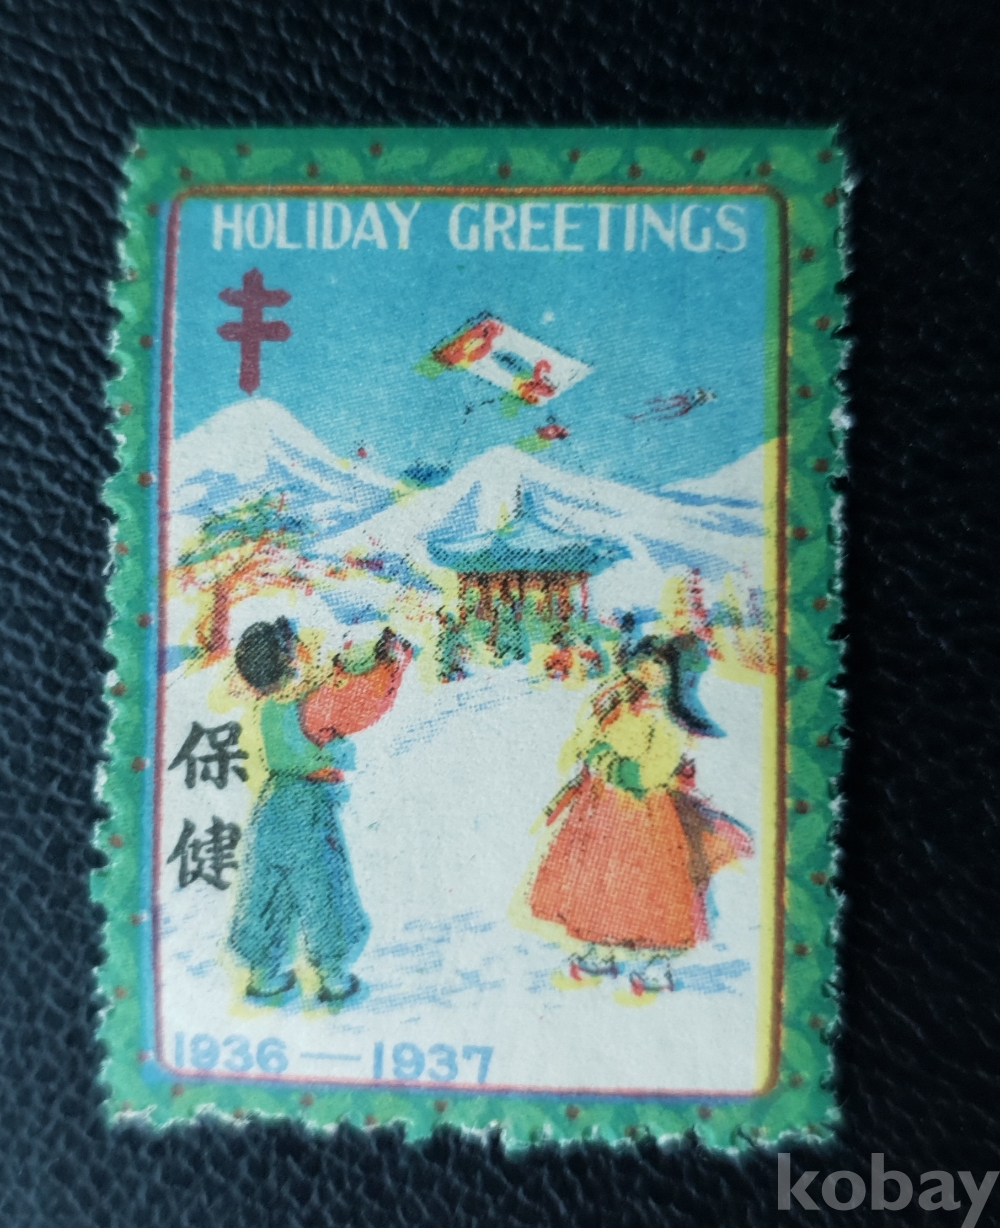 HOLiDAY GREETINGS
保
健
1936—1937
kobay